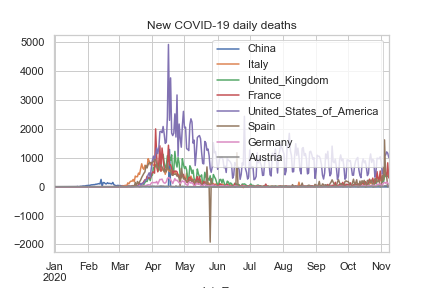 New COVID-19 daily deaths
5000
4000
3000
2000
1000
0
−1000
−2000
China
Italy
United_Kingdom
France
United_States_of_America
Spain
Germany
Austria
Jan Feb Mar Apr May Jun Jul Aug Sep Oct Nov
2020